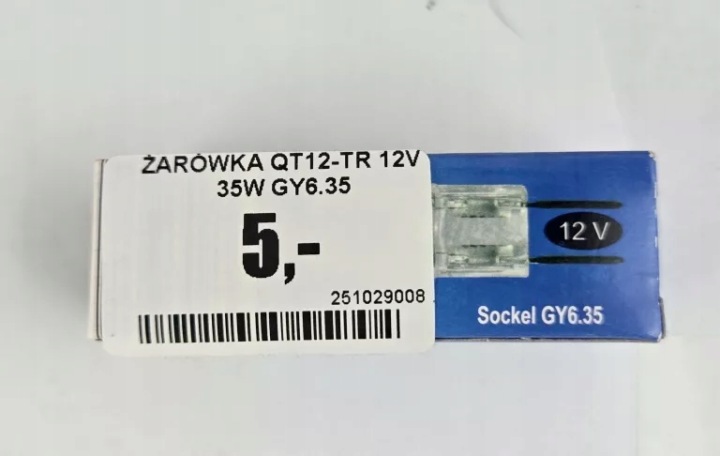 ŻARÓWKA QT12-TR 12V
35W GY6.35
5,-
251029008
12 V
Sockel GY6.35